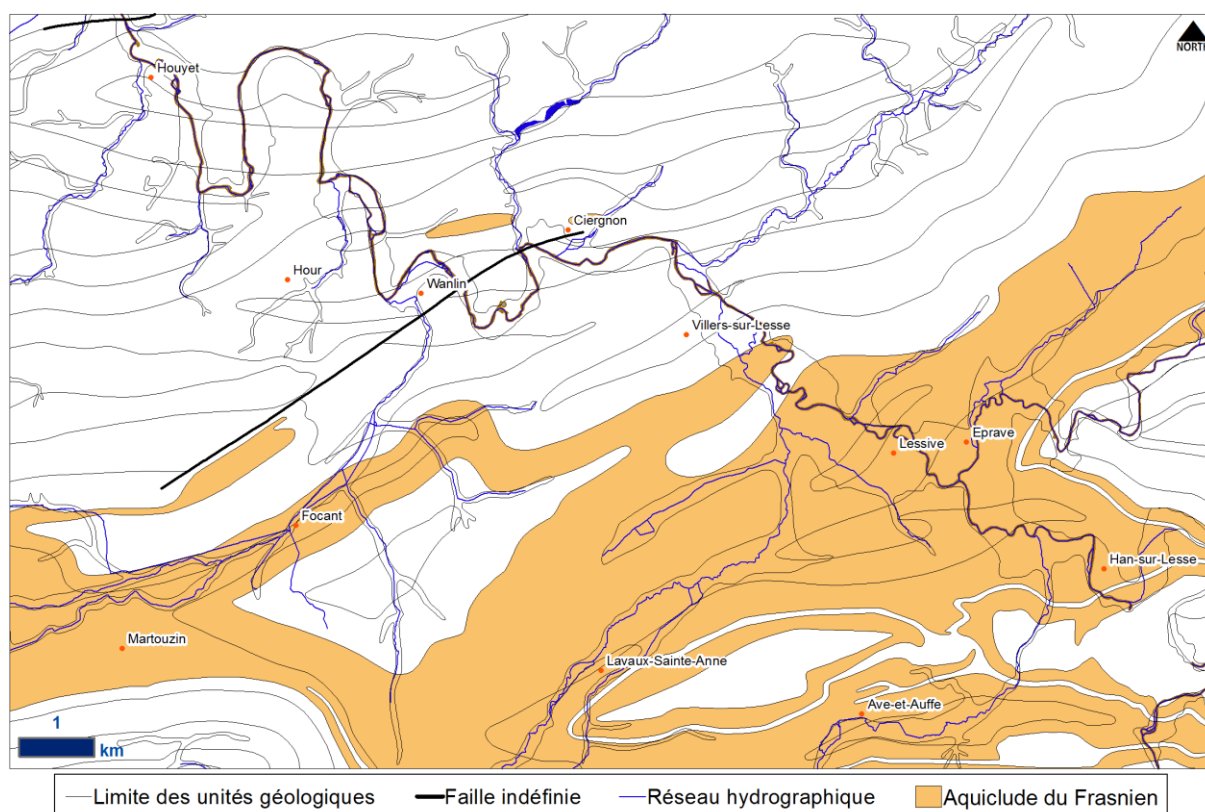 NORTH
Houyet
Ciergnon
Hour
Wanlin
Villers-sur-Lesse
Lessive
Eprave
Focant
Han-sur-Lesse
Martouzin
Lavaux-Sainte-Anne
Ave-et-Auffe
1
km
Limite des unités géologiques Faille indéfinie Réseau hydrographique Aquiclude du Frasnien